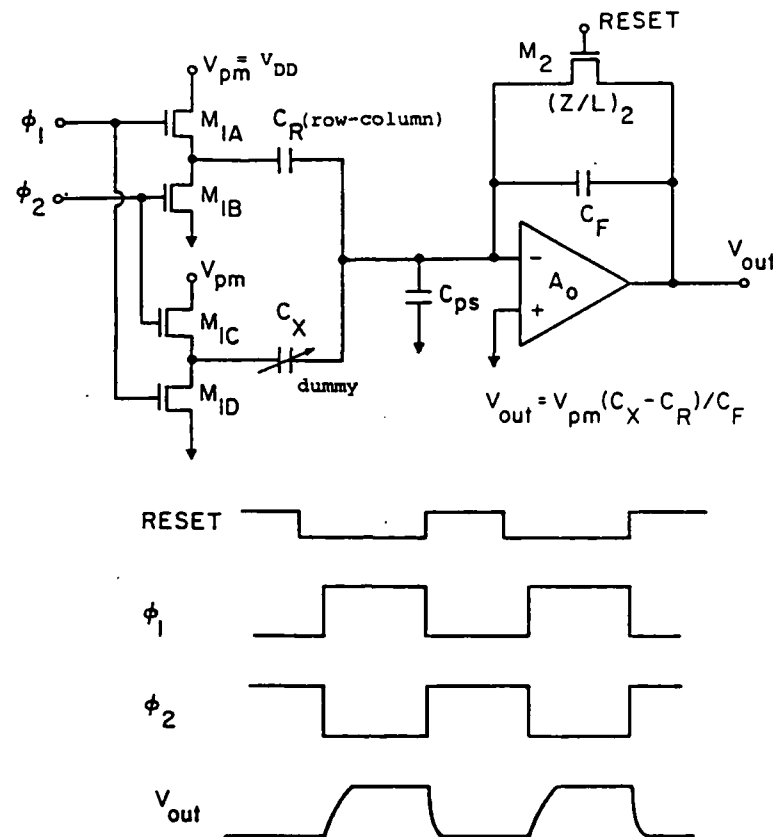 RESET
V_pm = V_DD
M_2
ϕ_1
M_1A
C_R (row-column)
(Z/L)_2
ϕ_2
M_1B
C_F
V_out
V_pm
−
A_o
C_ps
+
M_1C
C_X
dummy
M_1D
V_out = V_pm (C_X - C_R) / C_F
RESET
ϕ_1
ϕ_2
V_out